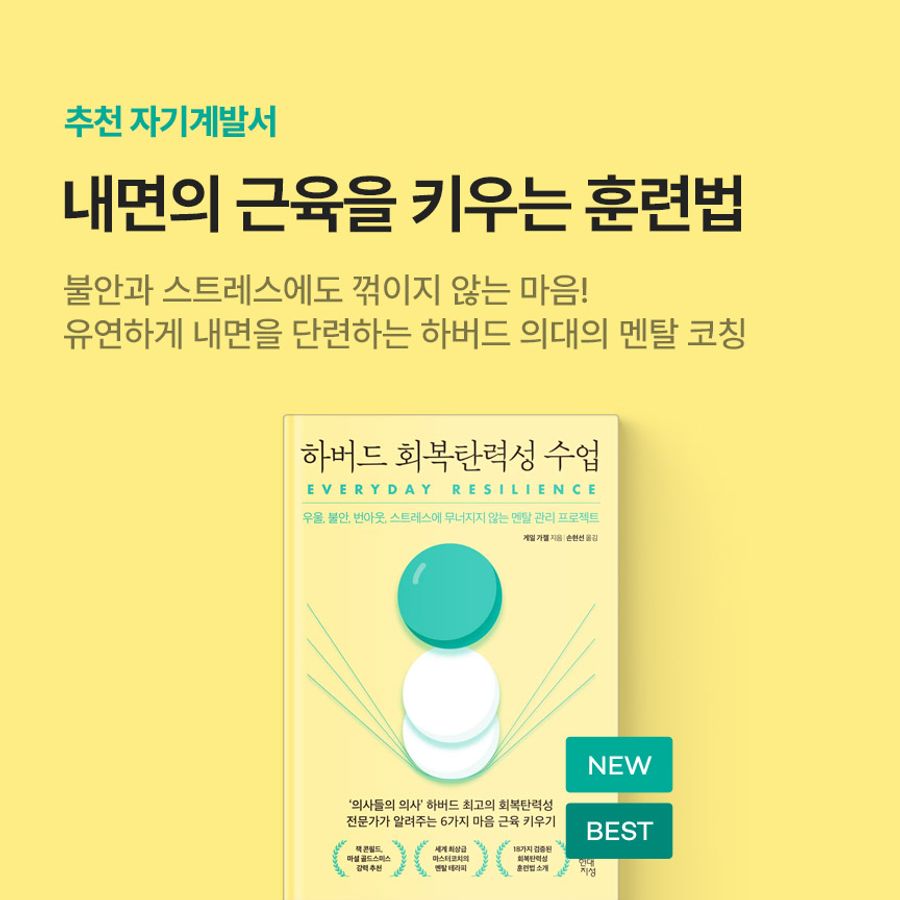 추천 자기계발서
내면의 근육을 키우는 훈련법
불안과 스트레스에도 꺾이지 않는 마음!
유연하게 내면을 단련하는 하버드 의대의 멘탈 코칭
하버드 회복탄력성 수업
EVERYDAY RESILIENCE
우울, 불안, 번아웃, 스트레스에 무너지지 않는 멘탈 관리 프로젝트
게일 가젤 지음 | 손현선 옮김
NEW
'의사들의 의사' 하버드 최고의 회복탄력성
전문가가 알려주는 6가지 마음 근육 키우기
BEST
잭 캔필드,
마셜 골드스미스
강력 추천
세계 최상급
마스터코치의
멘탈 테라피
18가지 검증된
회복탄력성
훈련법 소개
현대
지성